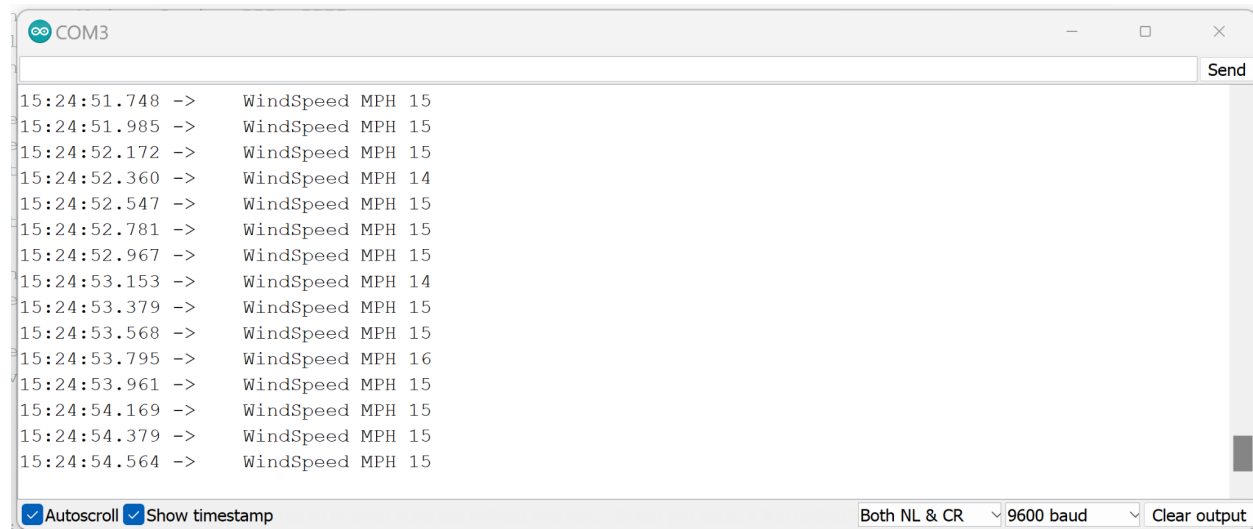 COM3
Send
15:24:51.748 ->    WindSpeed MPH 15
15:24:51.985 ->    WindSpeed MPH 15
15:24:52.172 ->    WindSpeed MPH 15
15:24:52.360 ->    WindSpeed MPH 14
15:24:52.547 ->    WindSpeed MPH 15
15:24:52.781 ->    WindSpeed MPH 15
15:24:52.967 ->    WindSpeed MPH 15
15:24:53.153 ->    WindSpeed MPH 14
15:24:53.379 ->    WindSpeed MPH 15
15:24:53.568 ->    WindSpeed MPH 15
15:24:53.795 ->    WindSpeed MPH 16
15:24:53.961 ->    WindSpeed MPH 15
15:24:54.169 ->    WindSpeed MPH 15
15:24:54.379 ->    WindSpeed MPH 15
15:24:54.564 ->    WindSpeed MPH 15
Autoscroll Show timestamp Both NL & CR 9600 baud Clear output